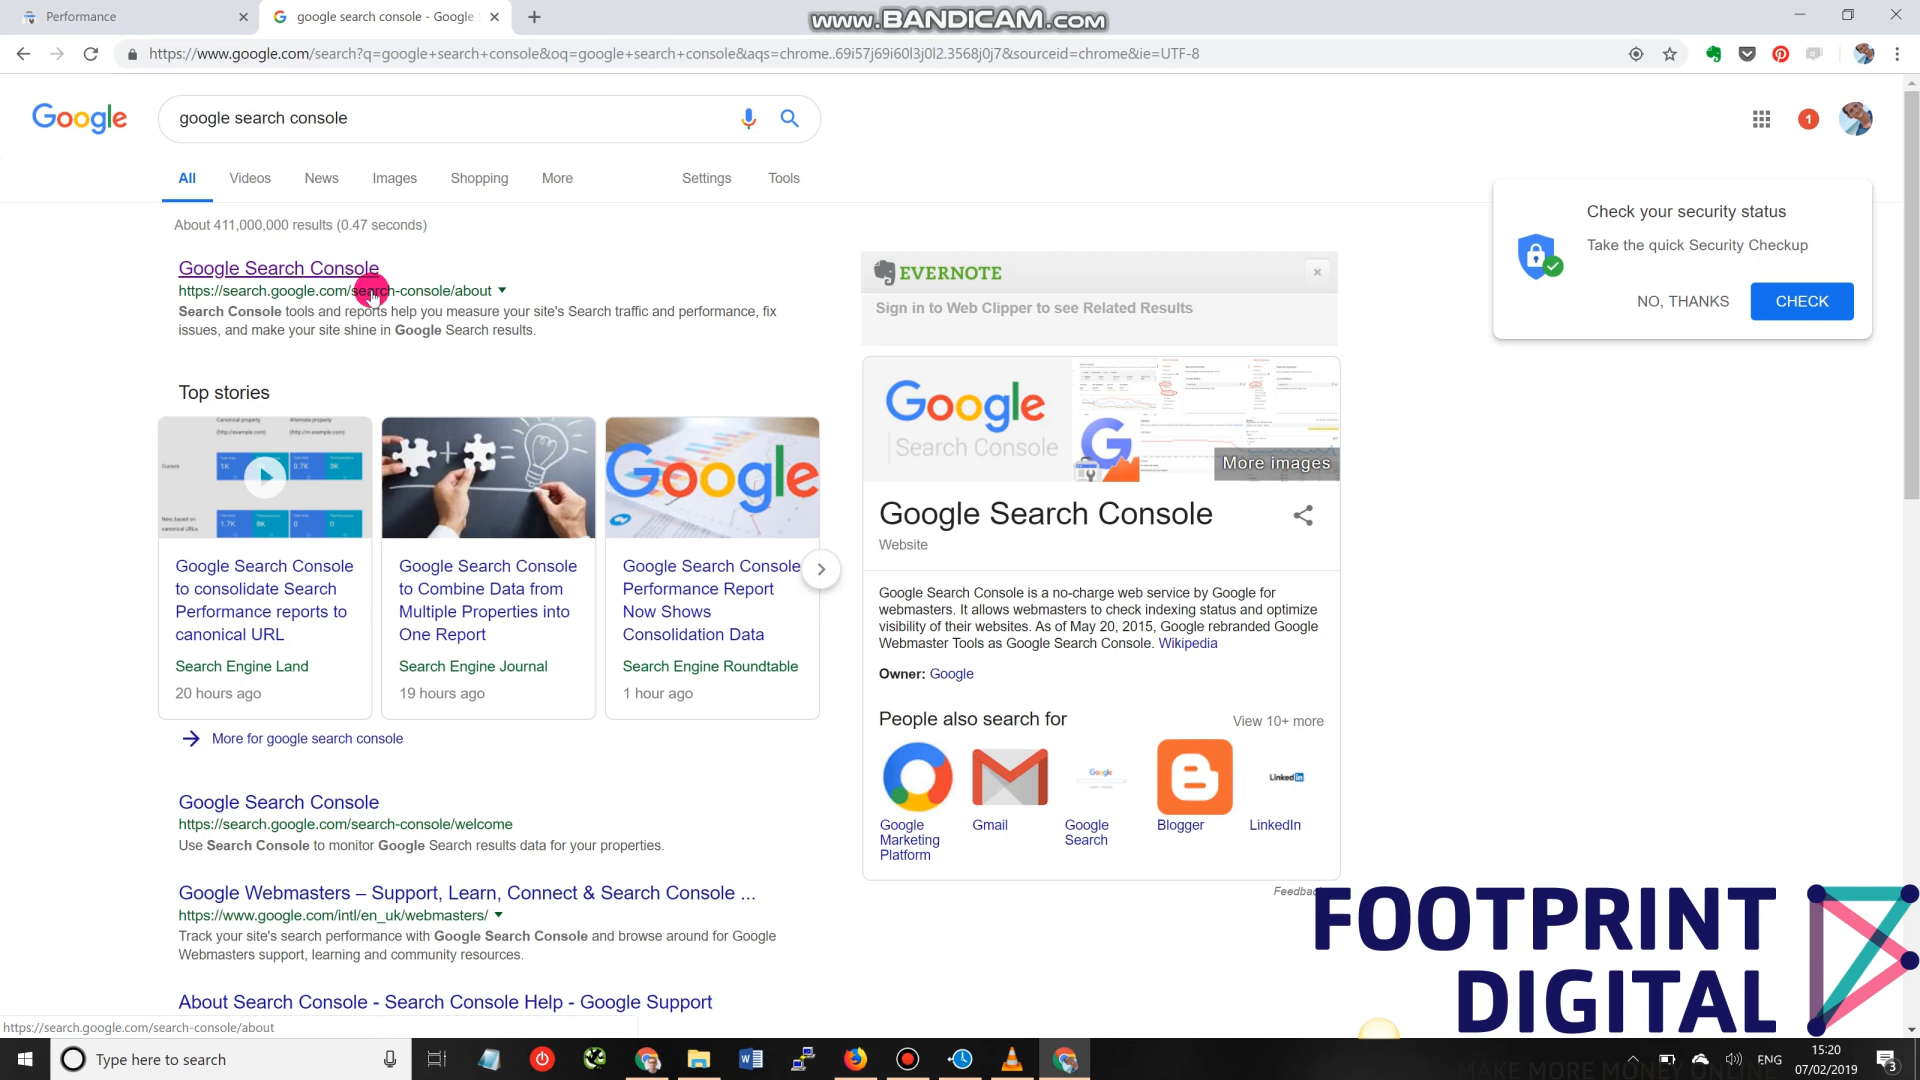 Performance
google search console - Google
www.BANDICAM.com
https://www.google.com/search?q=google+search+console&oq=google+search+console&aqs=chrome..69i57j69i60l3j0l2.3568j0j7&sourceid=chrome&ie=UTF-8
Google
google search console
1
All Videos News Images Shopping More Settings Tools
About 411,000,000 results (0.47 seconds)
Google Search Console
https://search.google.com/search-console/about
Search Console tools and reports help you measure your site's Search traffic and performance, fix
issues, and make your site shine in Google Search results.
Top stories
Google Search Console
to consolidate Search
Performance reports to
canonical URL
Search Engine Land
20 hours ago
Google Search Console
to Combine Data from
Multiple Properties into
One Report
Search Engine Journal
19 hours ago
Google
Google Search Console
Performance Report
Now Shows
Consolidation Data
Search Engine Roundtable
1 hour ago
More for google search console
Google Search Console
https://search.google.com/search-console/welcome
Use Search Console to monitor Google Search results data for your properties.
Google Webmasters – Support, Learn, Connect & Search Console ...
https://www.google.com/intl/en_uk/webmasters/
Track your site's search performance with Google Search Console and browse around for Google
Webmasters support, learning and community resources.
About Search Console - Search Console Help - Google Support
https://search.google.com/search-console/about
EVERNOTE
Sign in to Web Clipper to see Related Results
Google
Search Console
More images
Google Search Console
Website
Google Search Console is a no-charge web service by Google for
webmasters. It allows webmasters to check indexing status and optimize
visibility of their websites. As of May 20, 2015, Google rebranded Google
Webmaster Tools as Google Search Console. Wikipedia
Owner: Google
People also search for
View 10+ more
Google
Marketing
Platform
Gmail
Google
Search
Blogger
LinkedIn
LinkedIn
Check your security status
Take the quick Security Checkup
NO, THANKS
CHECK
FOOTPRINT
DIGITAL
MAKE MORE MONEY ONLINE
Type here to search
ENG
15:20
07/02/2019
3